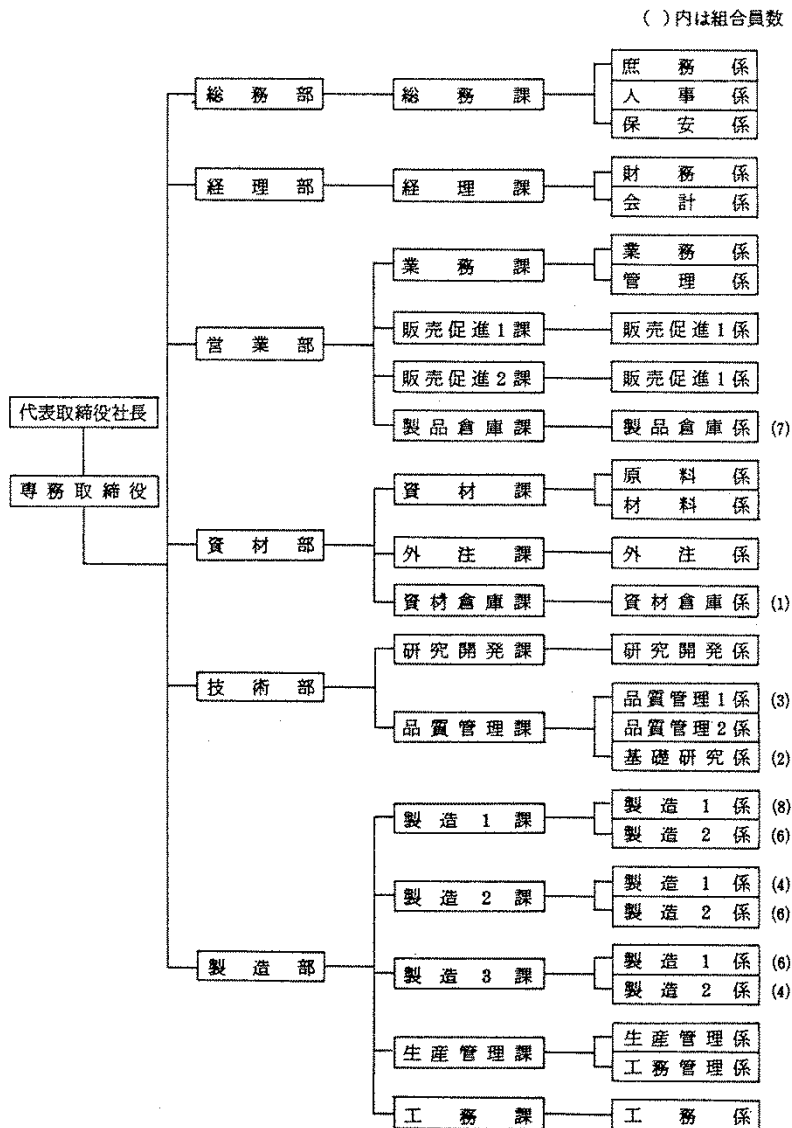 ( )内は組合員数
庶務係
総務部
総務課
人事係
保安係
財務係
経理部
経理課
会計係
業務係
業務課
管理係
営業部
販売促進1課
販売促進1係
販売促進2課
販売促進1係
代表取締役社長
製品倉庫課
製品倉庫係 (7)
専務取締役
原料係
資材課
材料係
資材部
外注課
外注係
資材倉庫課
資材倉庫係 (1)
研究開発課
研究開発係
技術部
品質管理1係 (3)
品質管理課
品質管理2係
基礎研究係 (2)
製造1係 (8)
製造1課
製造2係 (6)
製造1係 (4)
製造2課
製造2係 (6)
製造部
製造1係 (6)
製造3課
製造2係 (4)
生産管理係
生産管理課
工務管理係
工務課
工務係